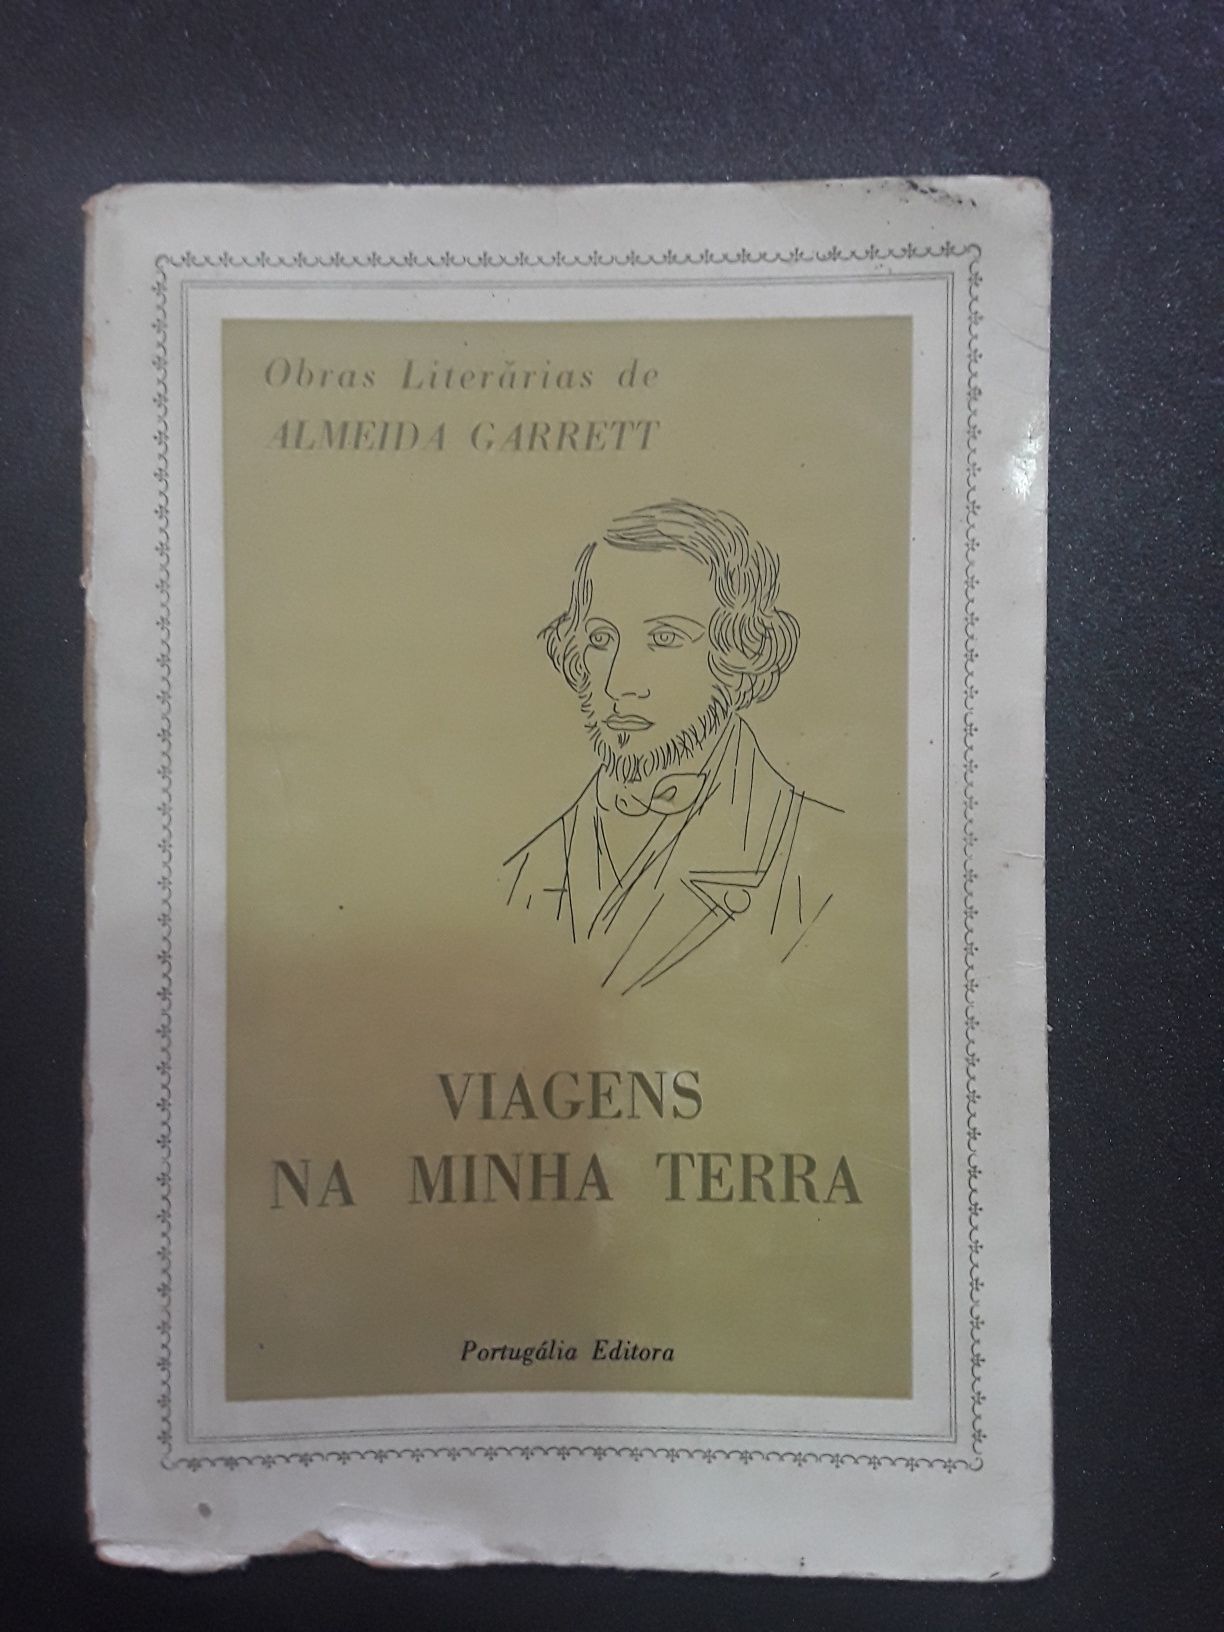 Obras Literárias de
ALMEIDA GARRETT
VIAGENS
NA MINHA TERRA
Portugália Editora